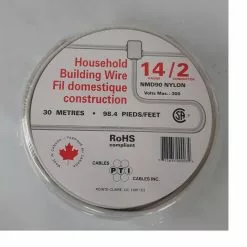 Household
Building Wire
Fil domestique
construction
14/2
NMD90 NYLON
Volts Max.: 300
30 METRES • 98.4 PIEDS/FEET
RoHS
compliant
CABLES
PTI
CABLES INC.